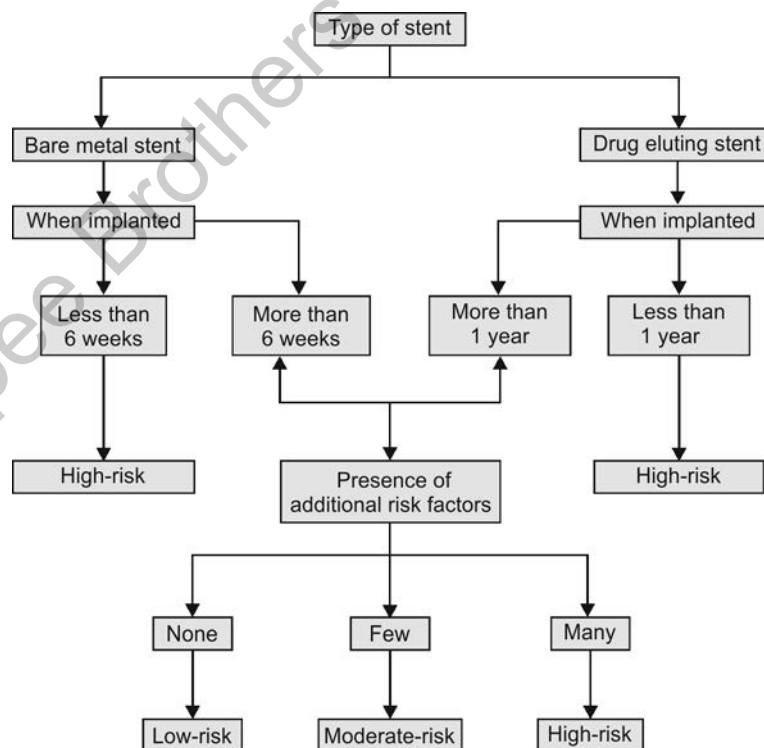 Type of stent
Bare metal stent
Drug eluting stent
When implanted
When implanted
Less than
6 weeks
More than
6 weeks
More than
1 year
Less than
1 year
High-risk
Presence of
additional risk factors
High-risk
None
Few
Many
Low-risk
Moderate-risk
High-risk
pee Brothers